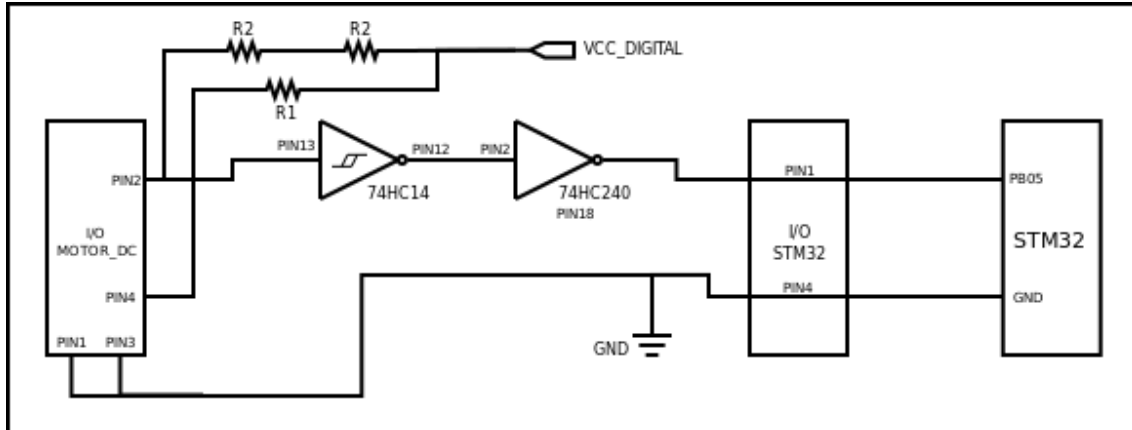 R2
R2
VCC_DIGITAL
R1
PIN13
PIN12
PIN2
74HC14
74HC240
PIN18
PIN2
I/O
MOTOR_DC
PIN4
PIN1
PIN3
GND
PIN1
I/O
STM32
PIN4
PB05
STM32
GND